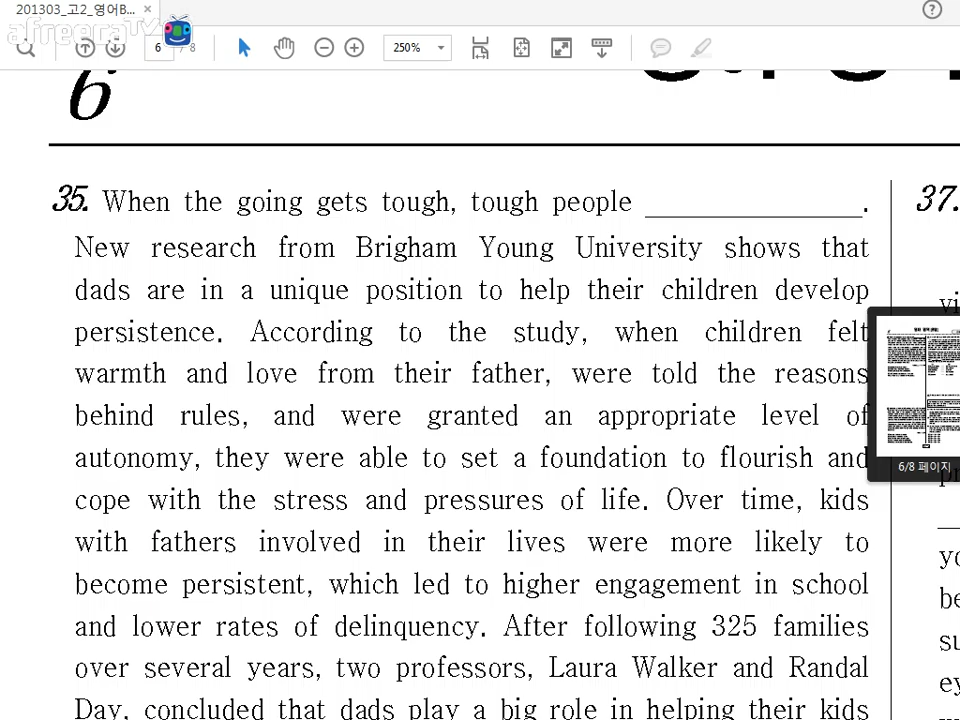 201303_고2_영어B...
afreecaTV
6 / 8
250%
6
35. When the going gets tough, tough people ______.
New research from Brigham Young University shows that
dads are in a unique position to help their children develop
persistence. According to the study, when children felt
warmth and love from their father, were told the reasons
behind rules, and were granted an appropriate level of
autonomy, they were able to set a foundation to flourish and
cope with the stress and pressures of life. Over time, kids
with fathers involved in their lives were more likely to
become persistent, which led to higher engagement in school
and lower rates of delinquency. After following 325 families
over several years, two professors, Laura Walker and Randal
Day, concluded that dads play a big role in helping their kids
37.
6/8 페이지